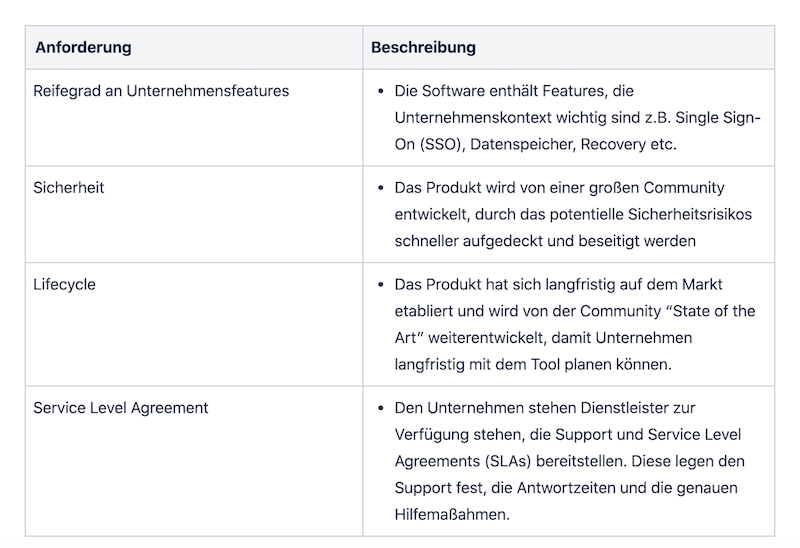 Anforderung
Beschreibung
Reifegrad an Unternehmensfeatures
• Die Software enthält Features, die
Unternehmenskontext wichtig sind z.B. Single Sign-
On (SSO), Datenspeicher, Recovery etc.
Sicherheit
• Das Produkt wird von einer großen Community
entwickelt, durch das potentielle Sicherheitsrisikos
schneller aufgedeckt und beseitigt werden
Lifecycle
• Das Produkt hat sich langfristig auf dem Markt
etabliert und wird von der Community “State of the
Art” weiterentwickelt, damit Unternehmen
langfristig mit dem Tool planen können.
Service Level Agreement
• Den Unternehmen stehen Dienstleister zur
Verfügung stehen, die Support und Service Level
Agreements (SLAs) bereitstellen. Diese legen den
Support fest, die Antwortzeiten und die genauen
Hilfemaßahmen.